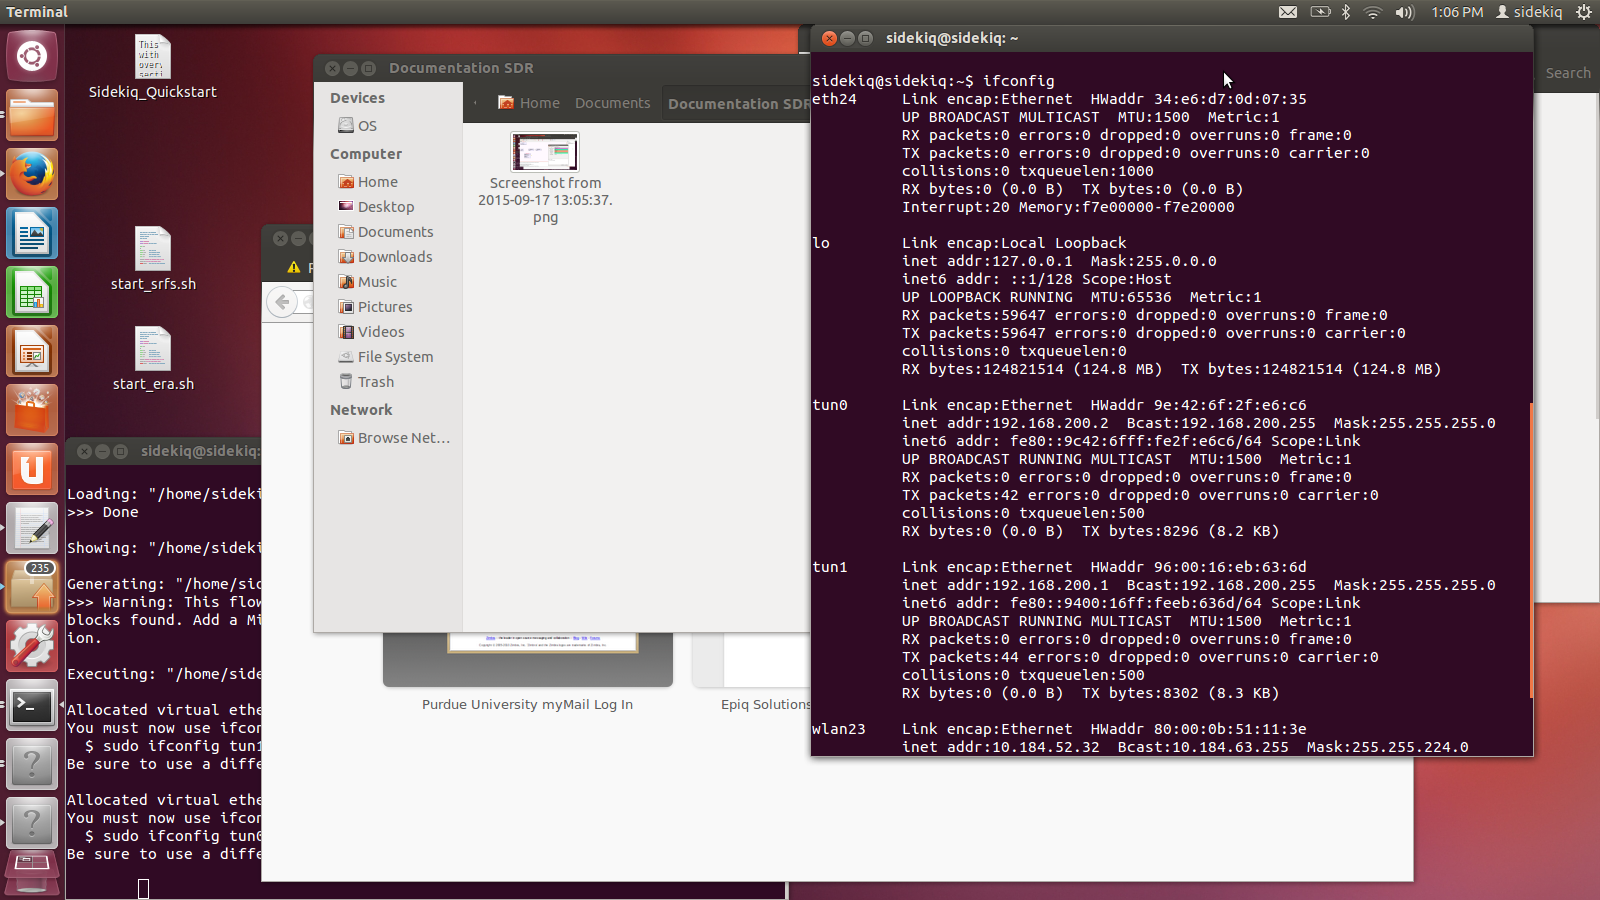 Terminal
1:06 PM
sidekiq
This
with
overv
secti
Sidekiq_Quickstart
start_srfs.sh
start_era.sh
235
Documentation SDR
Home
Documents
Documentation SDR
Search
Devices
OS
Computer
Home
Desktop
Documents
Downloads
Music
Pictures
Videos
File System
Trash
Network
Browse Net…
Screenshot from
2015-09-17 13:05:37.
png
Purdue University myMail Log In
Epiq Solutions
sidekiq@sidekiq:
Loading: "/home/sideki
>>> Done
Showing: "/home/sideki
Generating: "/home/sid
>>> Warning: This flow
blocks found. Add a Mi
ion.
Executing: "/home/side
Allocated virtual ethe
You must now use ifcon
$ sudo ifconfig tun1
Be sure to use a diffe
Allocated virtual ethe
You must now use ifcon
$ sudo ifconfig tun0
Be sure to use a diffe
sidekiq@sidekiq: ~
sidekiq@sidekiq:~$ ifconfig
eth24     Link encap:Ethernet  HWaddr 34:e6:d7:0d:07:35
          UP BROADCAST MULTICAST  MTU:1500  Metric:1
          RX packets:0 errors:0 dropped:0 overruns:0 frame:0
          TX packets:0 errors:0 dropped:0 overruns:0 carrier:0
          collisions:0 txqueuelen:1000
          RX bytes:0 (0.0 B)  TX bytes:0 (0.0 B)
          Interrupt:20 Memory:f7e00000-f7e20000
lo        Link encap:Local Loopback
          inet addr:127.0.0.1  Mask:255.0.0.0
          inet6 addr: ::1/128 Scope:Host
          UP LOOPBACK RUNNING  MTU:65536  Metric:1
          RX packets:59647 errors:0 dropped:0 overruns:0 frame:0
          TX packets:59647 errors:0 dropped:0 overruns:0 carrier:0
          collisions:0 txqueuelen:0
          RX bytes:124821514 (124.8 MB)  TX bytes:124821514 (124.8 MB)
tun0      Link encap:Ethernet  HWaddr 9e:42:6f:2f:e6:c6
          inet addr:192.168.200.2  Bcast:192.168.200.255  Mask:255.255.255.0
          inet6 addr: fe80::9c42:6fff:fe2f:e6c6/64 Scope:Link
          UP BROADCAST RUNNING MULTICAST  MTU:1500  Metric:1
          RX packets:0 errors:0 dropped:0 overruns:0 frame:0
          TX packets:42 errors:0 dropped:0 overruns:0 carrier:0
          collisions:0 txqueuelen:500
          RX bytes:0 (0.0 B)  TX bytes:8296 (8.2 KB)
tun1      Link encap:Ethernet  HWaddr 96:00:16:eb:63:6d
          inet addr:192.168.200.1  Bcast:192.168.200.255  Mask:255.255.255.0
          inet6 addr: fe80::9400:16ff:feeb:636d/64 Scope:Link
          UP BROADCAST RUNNING MULTICAST  MTU:1500  Metric:1
          RX packets:0 errors:0 dropped:0 overruns:0 frame:0
          TX packets:44 errors:0 dropped:0 overruns:0 carrier:0
          collisions:0 txqueuelen:500
          RX bytes:0 (0.0 B)  TX bytes:8302 (8.3 KB)
wlan23    Link encap:Ethernet  HWaddr 80:00:0b:51:11:3e
          inet addr:10.184.52.32  Bcast:10.184.63.255  Mask:255.255.224.0